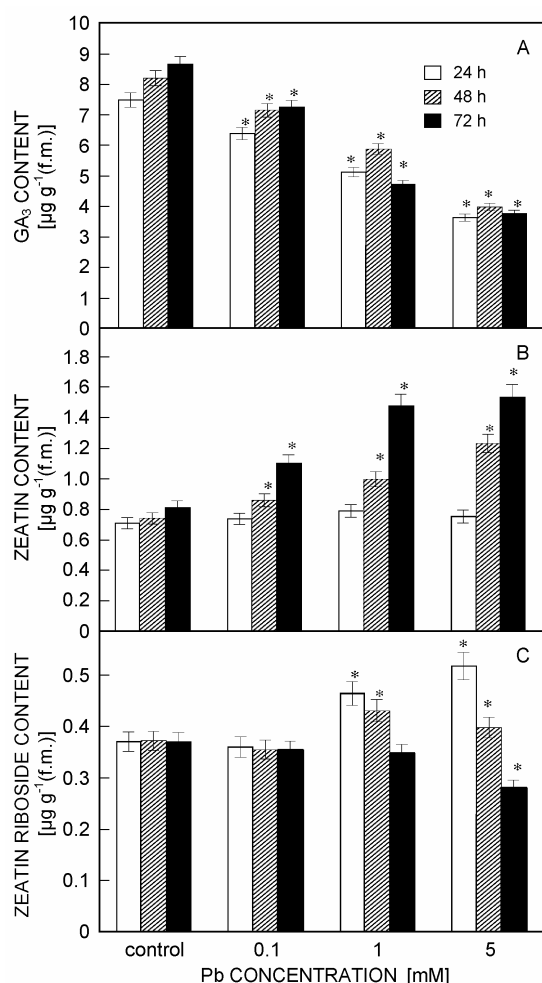 A
24 h
48 h
72 h
GA₃ CONTENT
[µg g⁻¹(f.m.)]
10
9
8
7
6
5
4
3
2
1
0
* * *
* * *
* * *
B
ZEATIN CONTENT
[µg g⁻¹(f.m.)]
1.8
1.6
1.4
1.2
1.0
0.8
0.6
0.4
0.2
0
* *
* *
* *
C
ZEATIN RIBOSIDE CONTENT
[µg g⁻¹(f.m.)]
0.5
0.4
0.3
0.2
0.1
0
* *
* * *
control 0.1 1 5
Pb CONCENTRATION [mM]